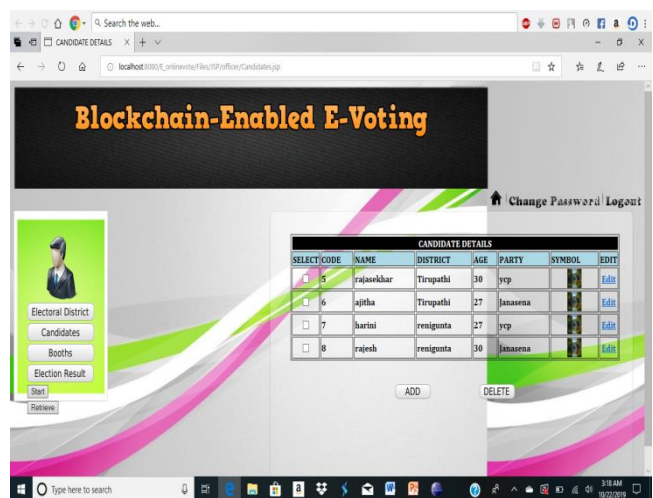 Search the web...
CANDIDATE DETAILS
localhost:8080/E_onlinevote/Files/JSP/officer/Candidates.jsp
Blockchain-Enabled E-Voting
Change Password Logout
CANDIDATE DETAILS
SELECT CODE NAME DISTRICT AGE PARTY SYMBOL EDIT
5 rajasekhar Tirupathi 30 ycp Edit
6 ajitha Tirupathi 27 Janasena Edit
7 harini renigunta 27 ycp Edit
8 rajesh renigunta 30 Janasena Edit
Electoral District
Candidates
Booths
Election Result
Start
Retrieve
ADD DELETE
Type here to search
3:18 AM
10/22/2019